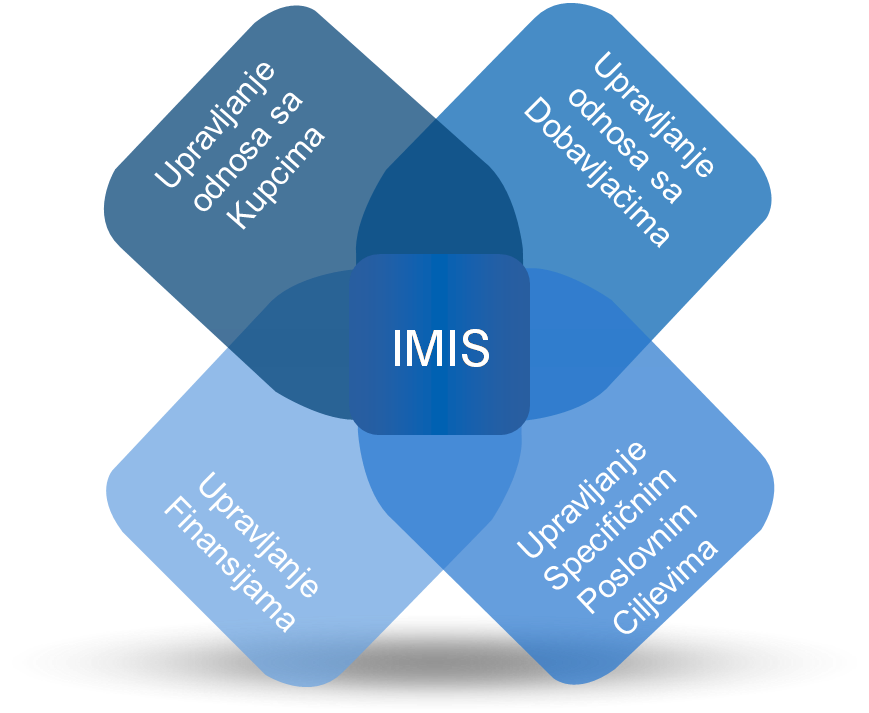 Upravljanje
odnosa sa
Kupcima
Upravljanje
odnosa sa
Dobavljačima
IMIS
Upravljanje
Finansijama
Upravljanje
Specifičnim
Poslovnim
Ciljevima